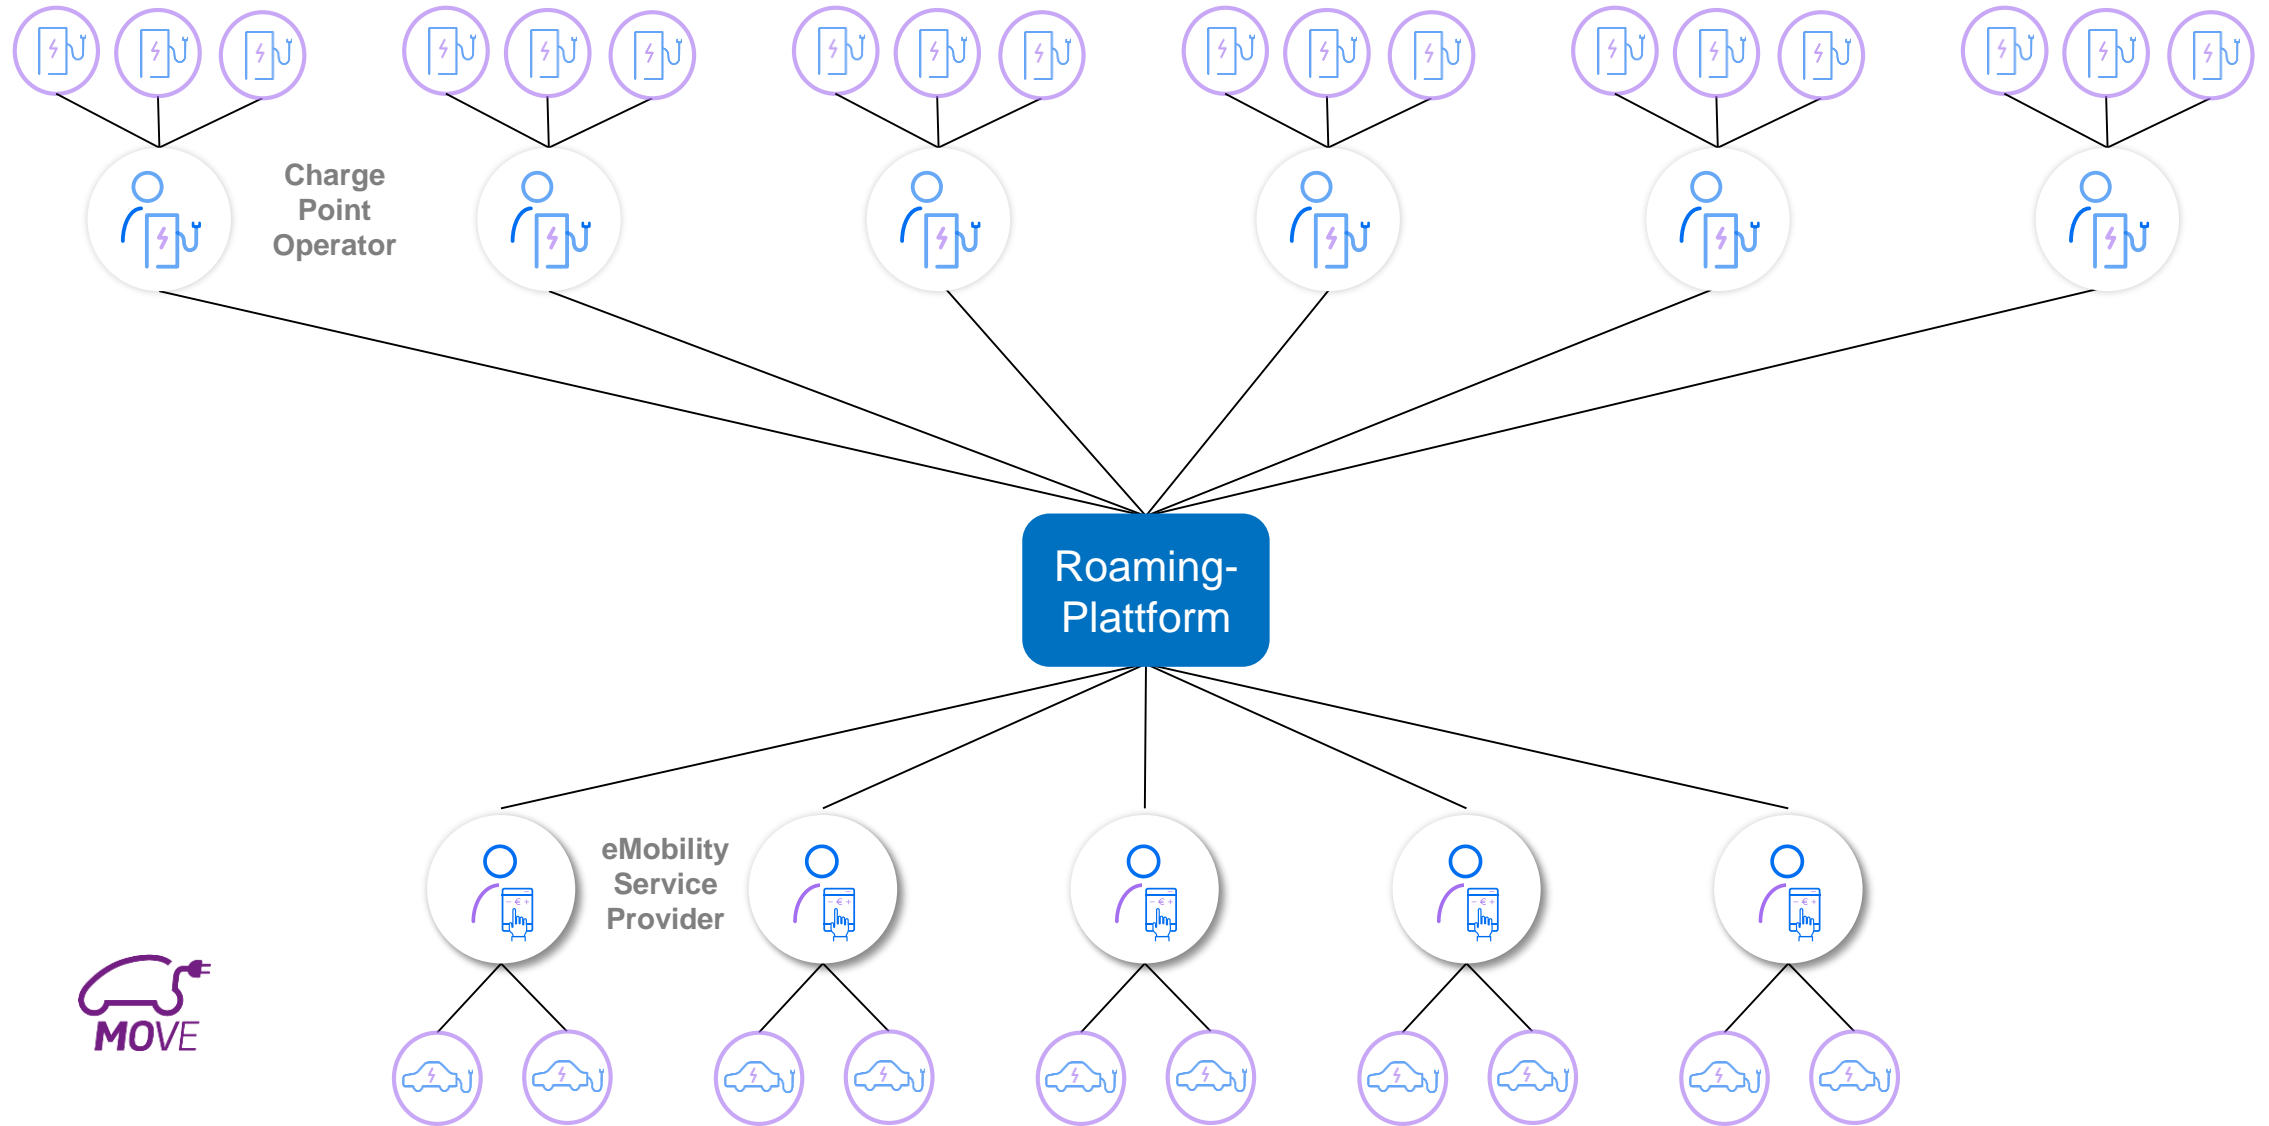 Charge
Point
Operator
Roaming-
Plattform
eMobility
Service
Provider
MOVE